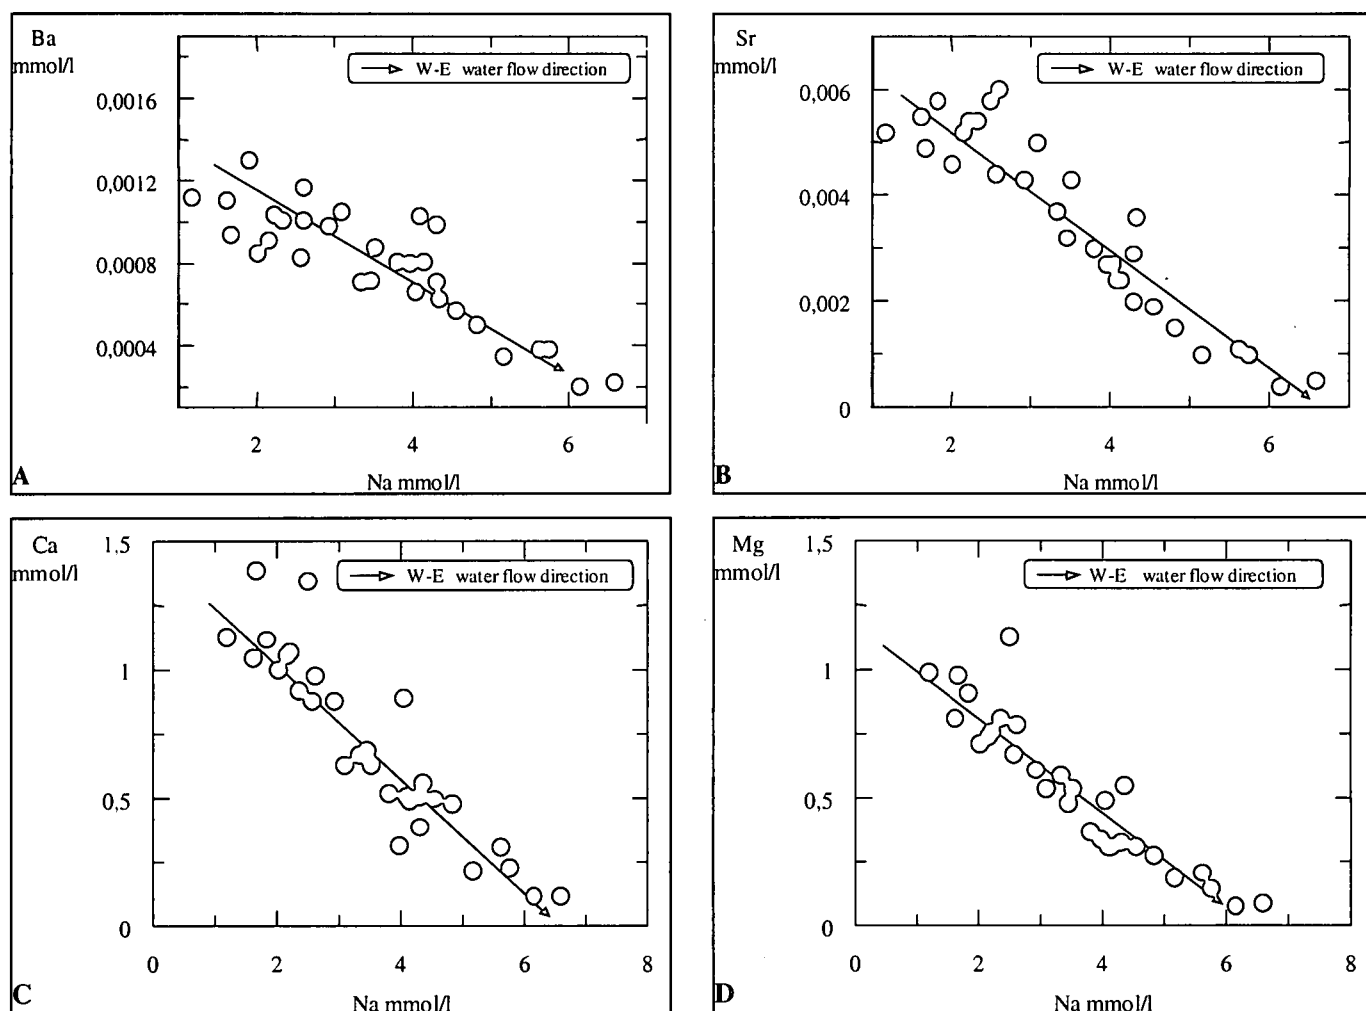 Ba
mmol/l
W-E water flow direction
0,0016
0,0012
0,0008
0,0004
2 4 6
Na mmol/l
A
Sr
mmol/l
W-E water flow direction
0,006
0,004
0,002
0
2 4 6
Na mmol/l
B
Ca
mmol/l
W-E water flow direction
1,5
1
0,5
0
0 2 4 6 8
Na mmol/l
C
Mg
mmol/l
W-E water flow direction
1,5
1
0,5
0
0 2 4 6 8
Na mmol/l
D